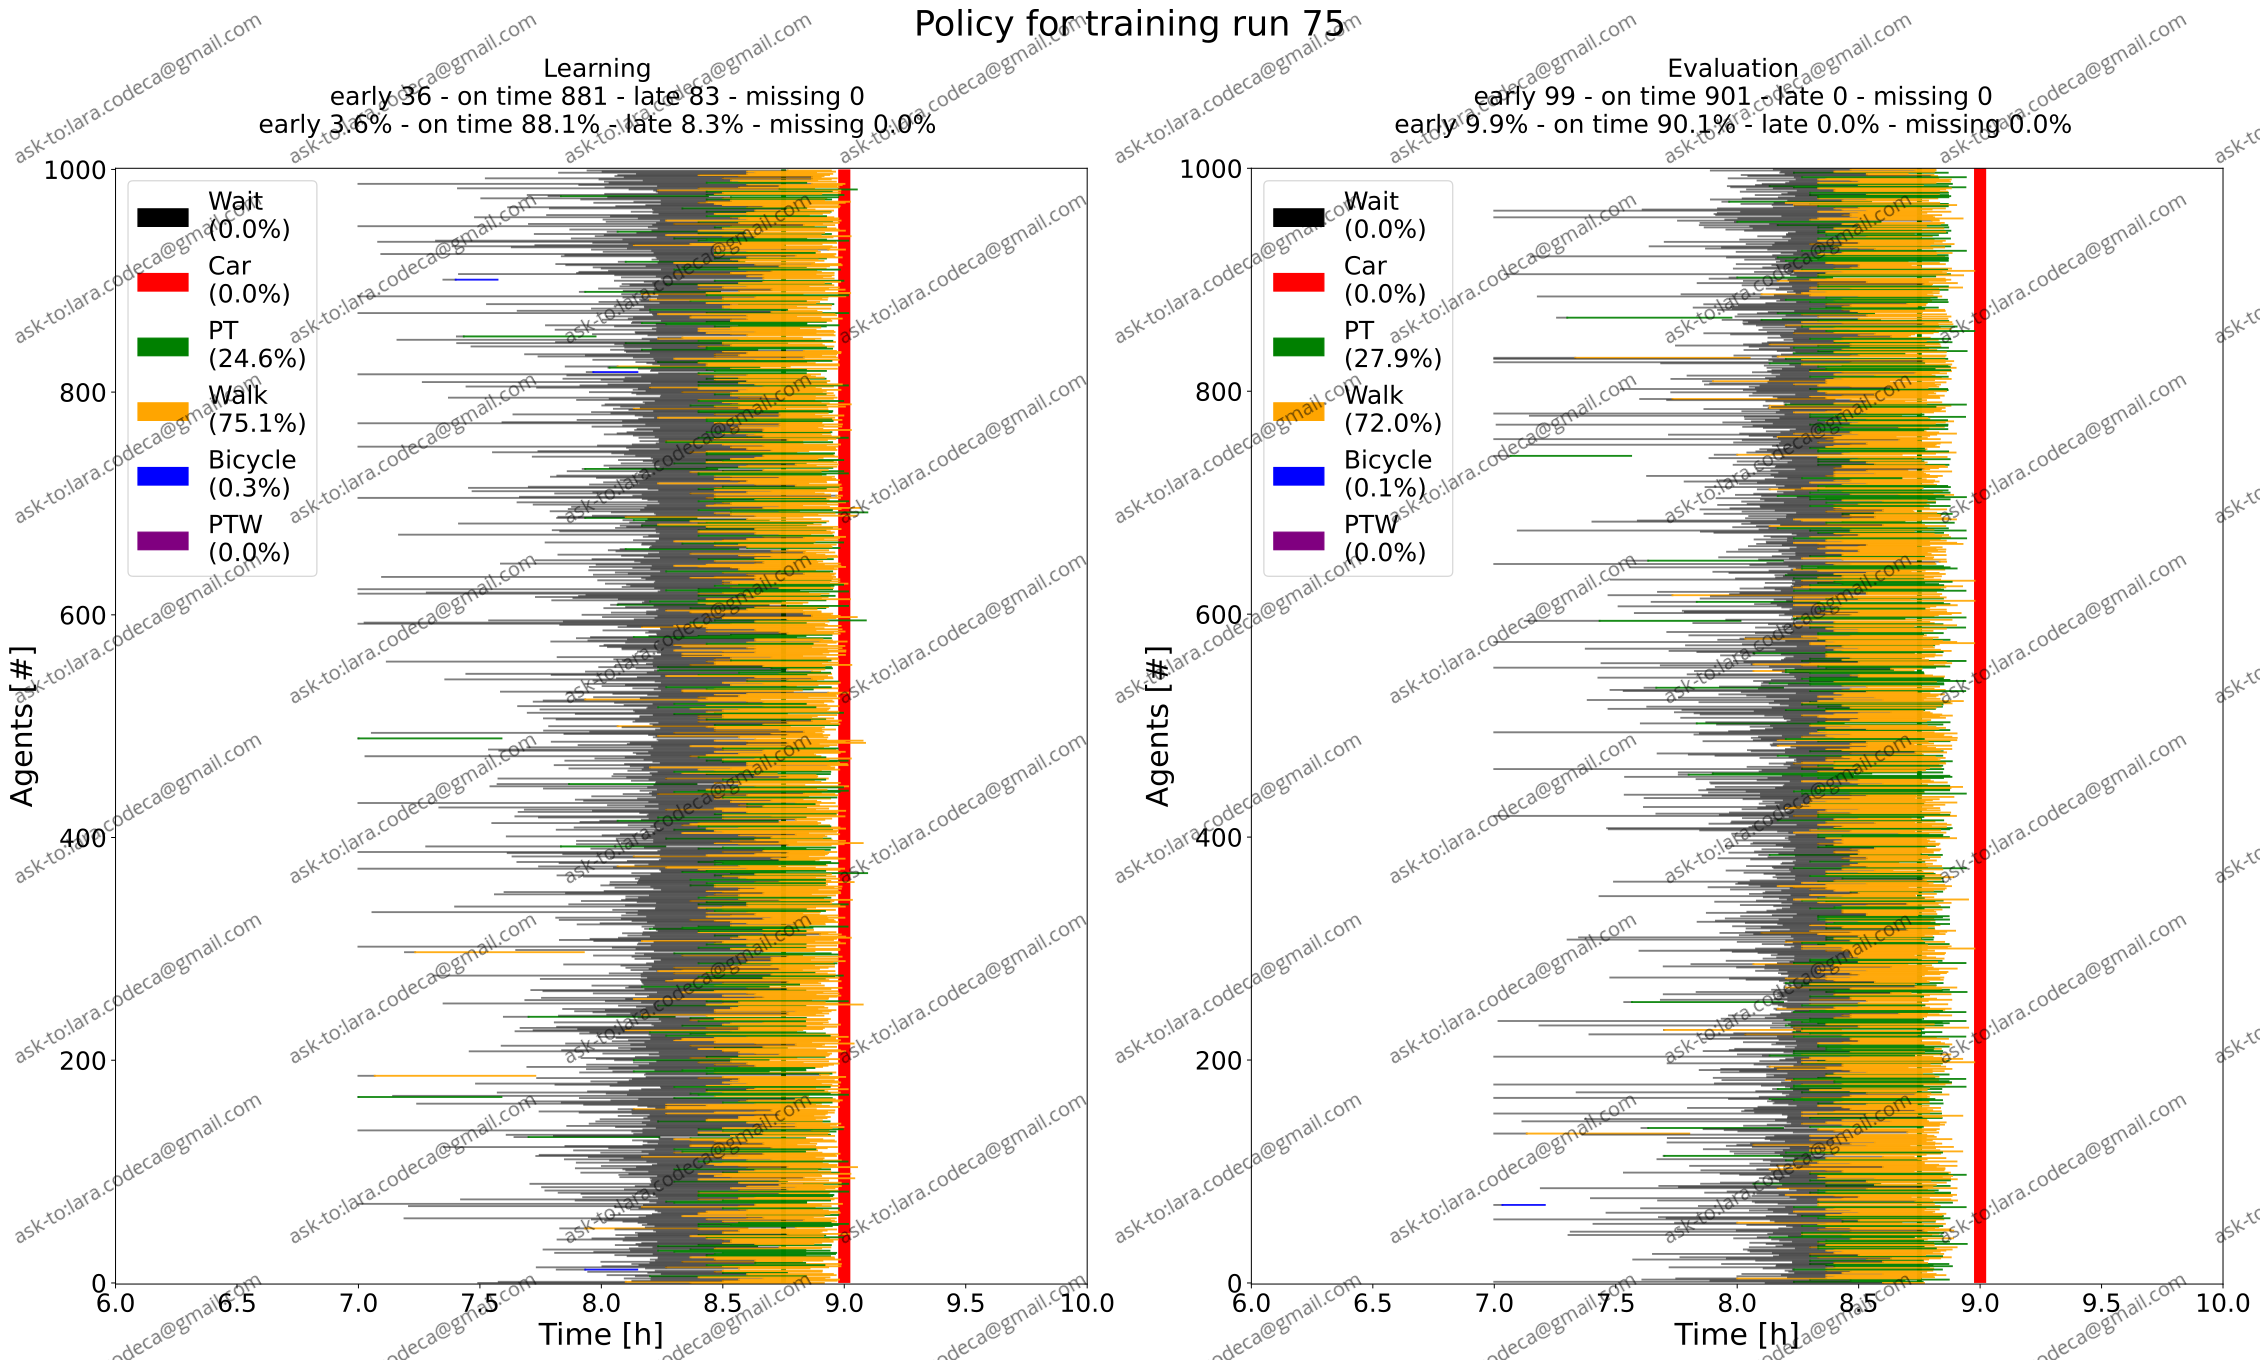 Policy for training run 75
Learning
early 36 - on time 881 - late 83 - missing 0
early 3.6% - on time 88.1% - late 8.3% - missing 0.0%
Agents [#]
1000
800
600
400
200
0
Wait
(0.0%)
Car
(0.0%)
PT
(24.6%)
Walk
(75.1%)
Bicycle
(0.3%)
PTW
(0.0%)
6.0 6.5 7.0 7.5 8.0 8.5 9.0 9.5 10.0
Time [h]
Evaluation
early 99 - on time 901 - late 0 - missing 0
early 9.9% - on time 90.1% - late 0.0% - missing 0.0%
Agents [#]
1000
800
600
400
200
0
Wait
(0.0%)
Car
(0.0%)
PT
(27.9%)
Walk
(72.0%)
Bicycle
(0.1%)
PTW
(0.0%)
6.0 6.5 7.0 7.5 8.0 8.5 9.0 9.5 10.0
Time [h]
ask-to:lara.codeca@gmail.com